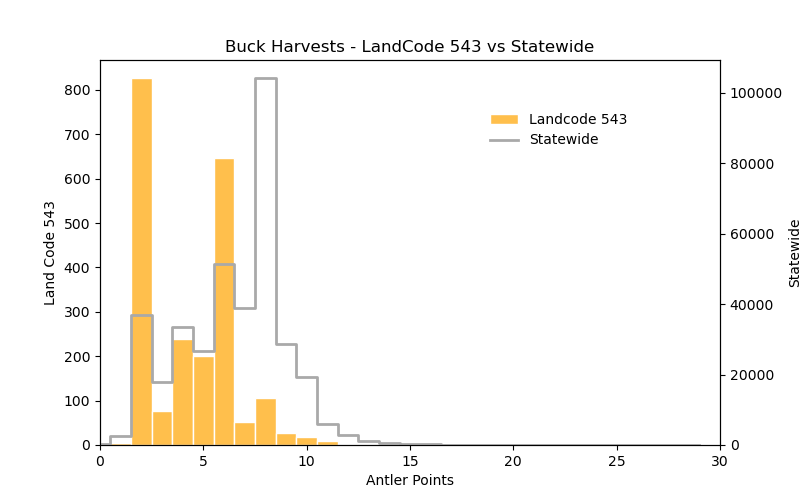 Buck Harvests - LandCode 543 vs Statewide
800
700
600
500
400
300
200
100
0
Land Code 543
Landcode 543
Statewide
100000
80000
60000
40000
20000
0
Statewide
0 5 10 15 20 25 30
Antler Points